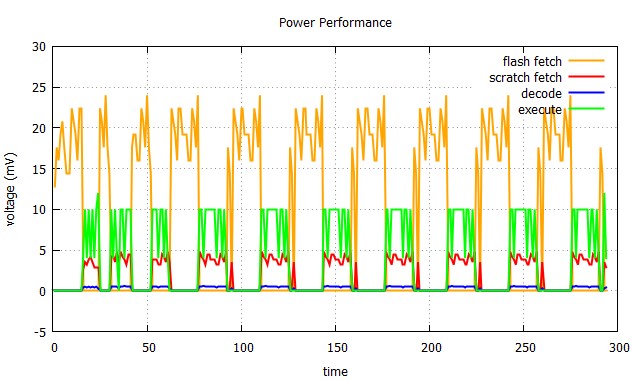 Power Performance
30
25
20
15
10
5
0
-5
voltage (mV)
flash fetch
scratch fetch
decode
execute
0 50 100 150 200 250 300
time